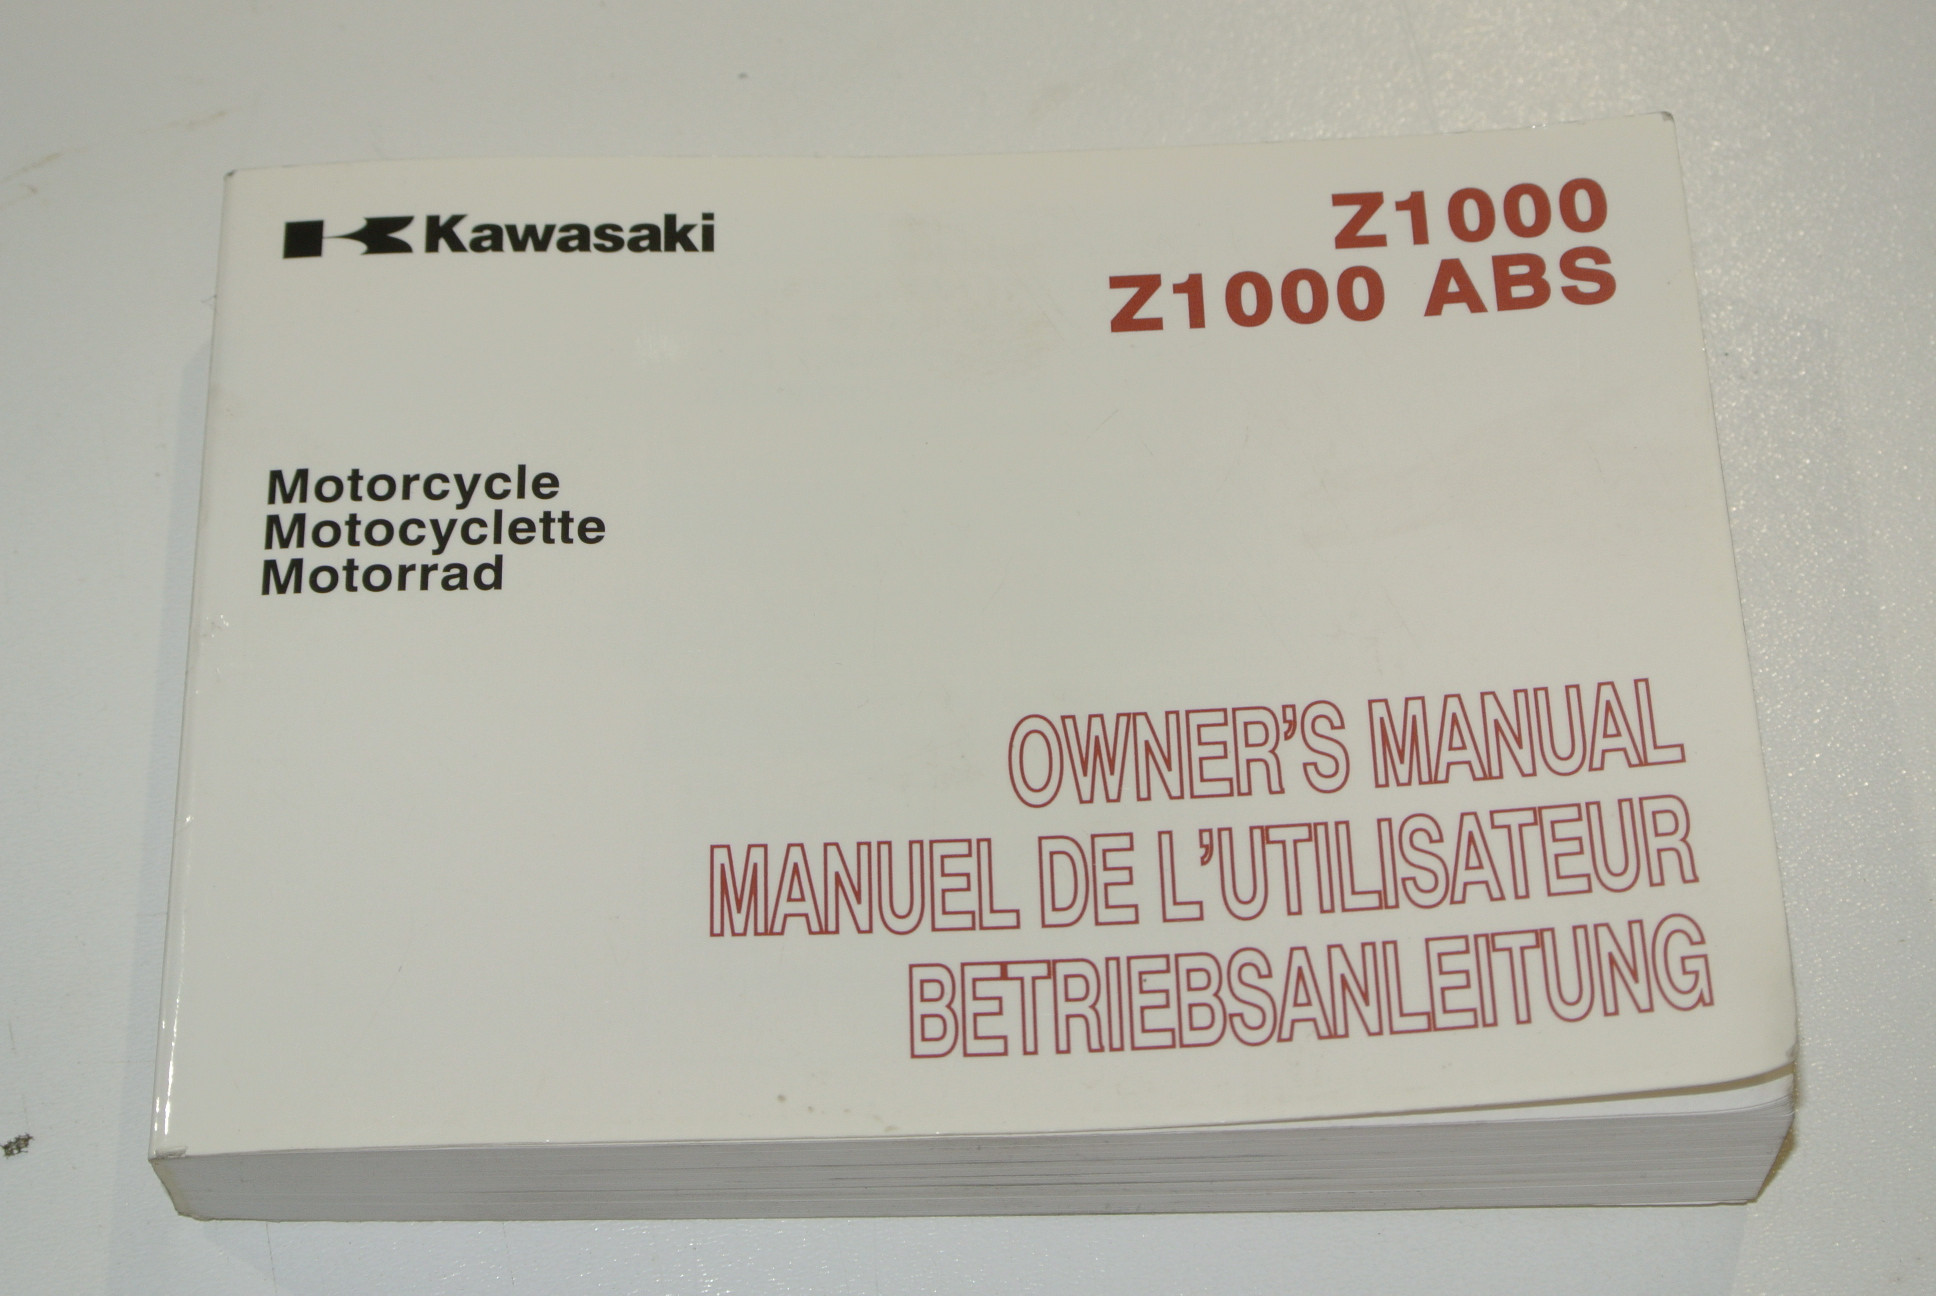 Kawasaki
Z1000
Z1000 ABS
Motorcycle
Motocyclette
Motorrad
OWNER'S MANUAL
MANUEL DE L'UTILISATEUR
BETRIEBSANLEITUNG